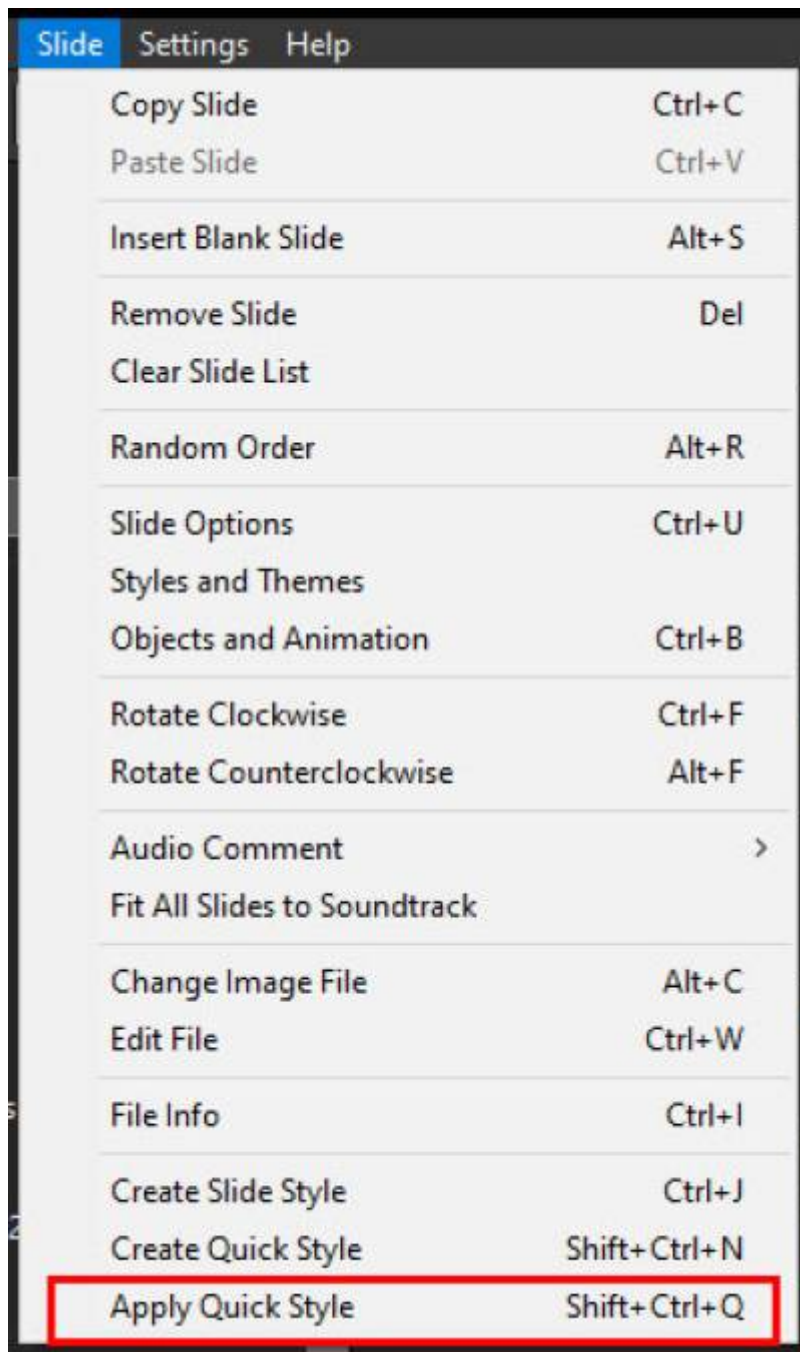 Slide Settings Help
Copy Slide Ctrl+C
Paste Slide Ctrl+V
Insert Blank Slide Alt+S
Remove Slide Del
Clear Slide List
Random Order Alt+R
Slide Options Ctrl+U
Styles and Themes
Objects and Animation Ctrl+B
Rotate Clockwise Ctrl+F
Rotate Counterclockwise Alt+F
Audio Comment >
Fit All Slides to Soundtrack
Change Image File Alt+C
Edit File Ctrl+W
File Info Ctrl+I
Create Slide Style Ctrl+J
Create Quick Style Shift+Ctrl+N
Apply Quick Style Shift+Ctrl+Q